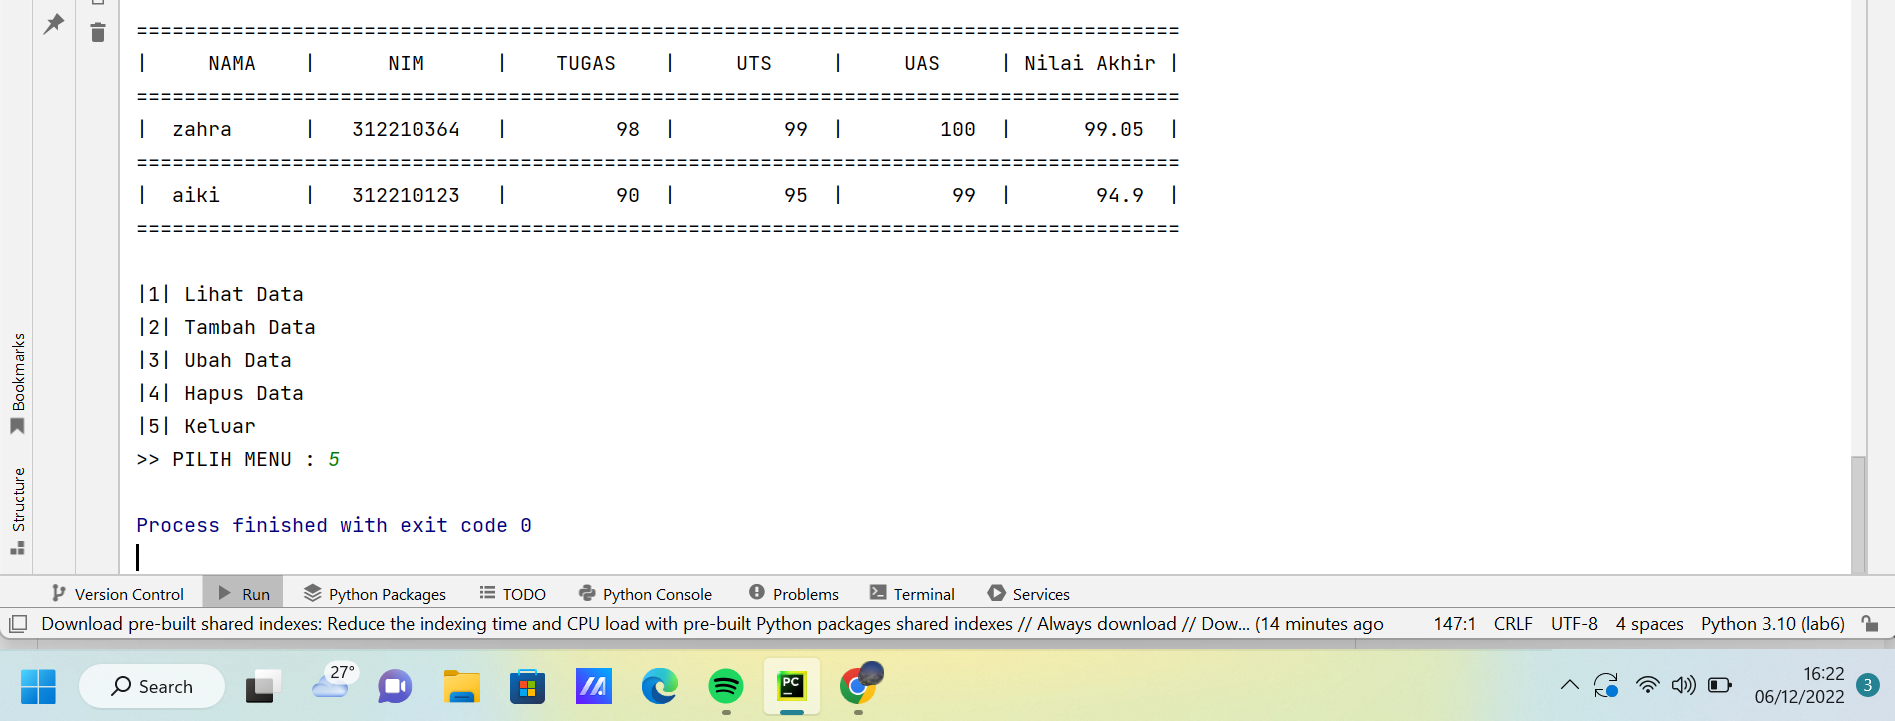 =======================================================================================
|     NAMA    |      NIM      |    TUGAS    |     UTS     |     UAS     | Nilai Akhir |
=======================================================================================
|  zahra      |   312210364   |         98  |         99  |        100  |      99.05  |
=======================================================================================
|  aiki       |   312210123   |         90  |         95  |         99  |       94.9  |
=======================================================================================
|1| Lihat Data
|2| Tambah Data
|3| Ubah Data
|4| Hapus Data
|5| Keluar
>> PILIH MENU : 5
Process finished with exit code 0
Bookmarks
Structure
Version Control Run Python Packages TODO Python Console Problems Terminal Services
Download pre-built shared indexes: Reduce the indexing time and CPU load with pre-built Python packages shared indexes // Always download // Dow... (14 minutes ago 147:1 CRLF UTF-8 4 spaces Python 3.10 (lab6)
Search 27° PC 16:22
06/12/2022 3